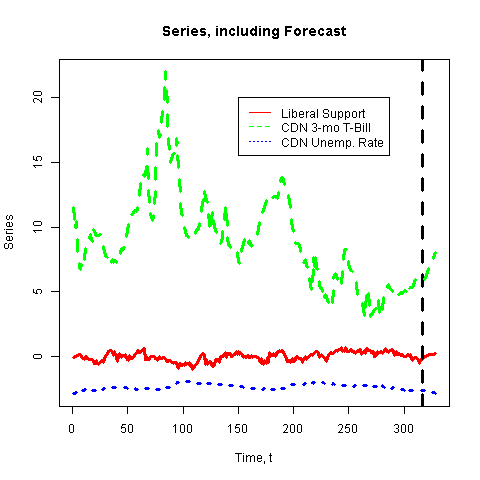 Series, including Forecast
Liberal Support
CDN 3-mo T-Bill
CDN Unemp. Rate
Series
20
15
10
5
0
0 50 100 150 200 250 300
Time, t